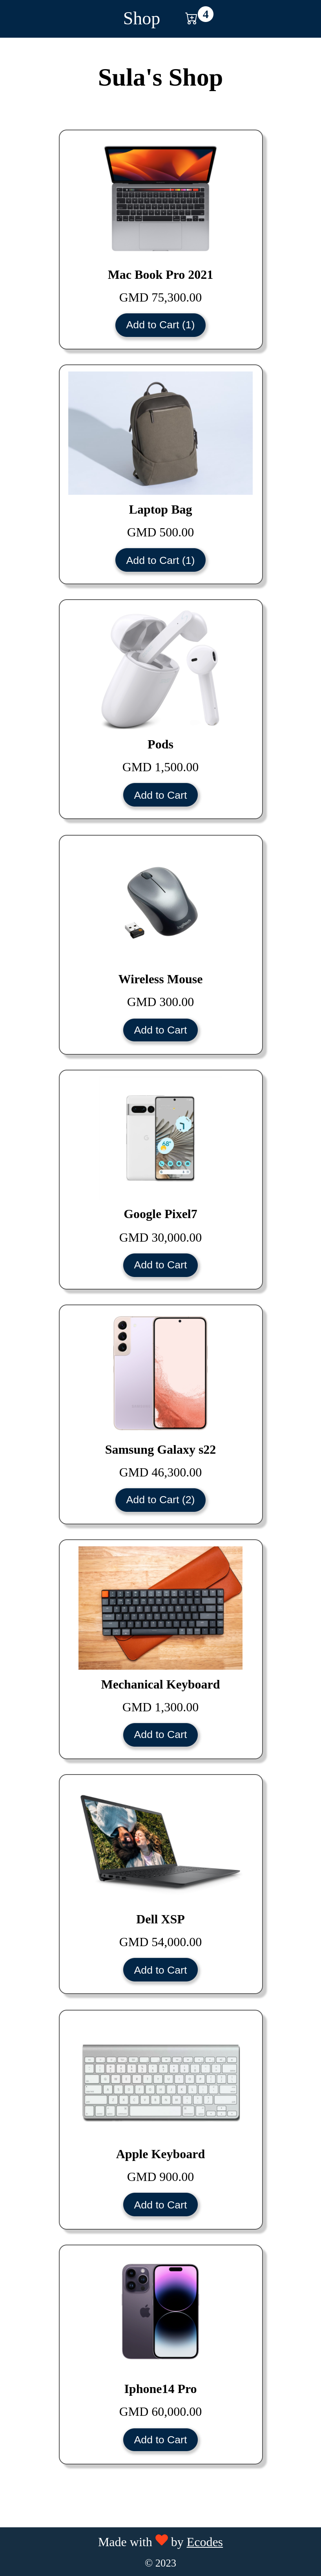 Shop 4
Sula's Shop
Mac Book Pro 2021
GMD 75,300.00
Add to Cart (1)
Laptop Bag
GMD 500.00
Add to Cart (1)
Pods
GMD 1,500.00
Add to Cart
Wireless Mouse
GMD 300.00
Add to Cart
Google Pixel7
GMD 30,000.00
Add to Cart
Samsung Galaxy s22
GMD 46,300.00
Add to Cart (2)
Mechanical Keyboard
GMD 1,300.00
Add to Cart
Dell XSP
GMD 54,000.00
Add to Cart
Apple Keyboard
GMD 900.00
Add to Cart
Iphone14 Pro
GMD 60,000.00
Add to Cart
Made with ❤ by Ecodes
© 2023